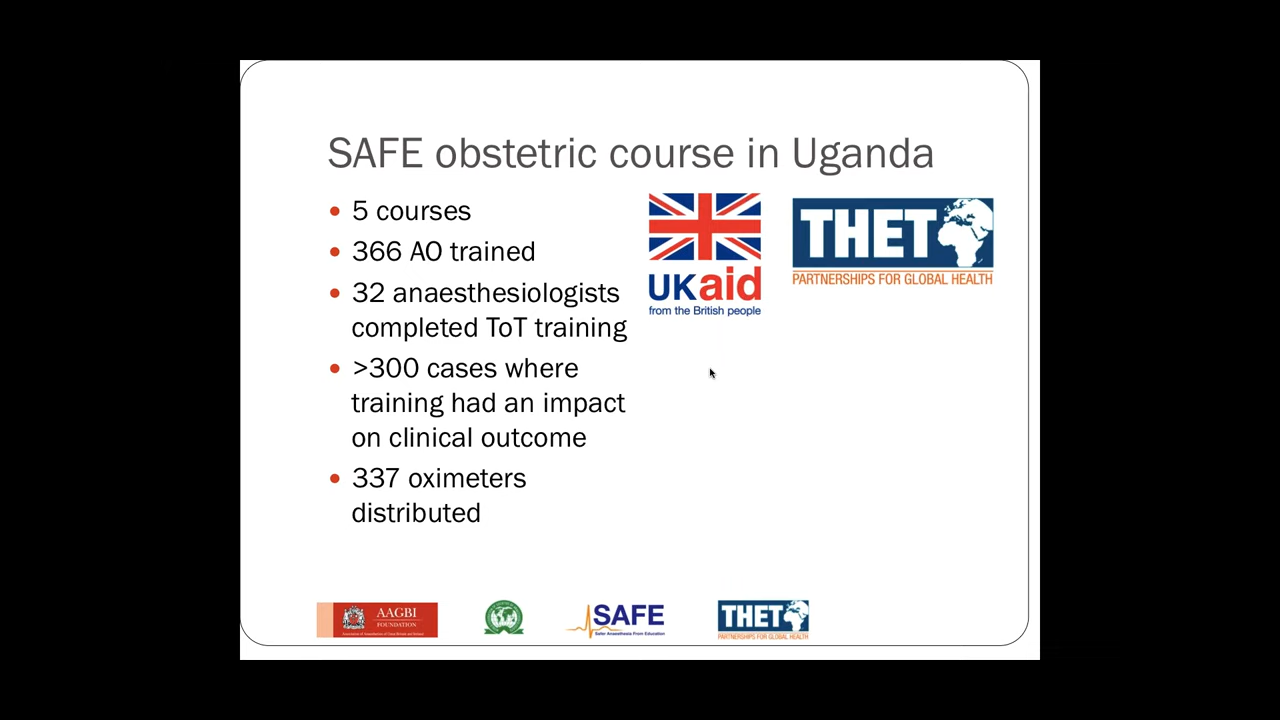 SAFE obstetric course in Uganda
5 courses
366 AO trained
32 anaesthesiologists
completed ToT training
>300 cases where
training had an impact
on clinical outcome
337 oximeters
distributed
UKaid
from the British people
THET
PARTNERSHIPS FOR GLOBAL HEALTH
AAGBI
FOUNDATION
SAFE
Safer Anaesthesia From Education
THET
PARTNERSHIPS FOR GLOBAL HEALTH